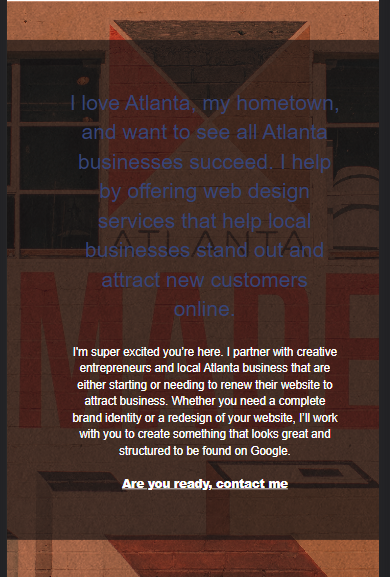 I love Atlanta, my hometown,
and want to see all Atlanta
businesses succeed. I help
by offering web design
services that help local
businesses stand out and
attract new customers
online.
ATLANTA
MADE
I'm super excited you're here. I partner with creative
entrepreneurs and local Atlanta business that are
either starting or needing to renew their website to
attract business. Whether you need a complete
brand identity or a redesign of your website, I'll work
with you to create something that looks great and
structured to be found on Google.
Are you ready, contact me